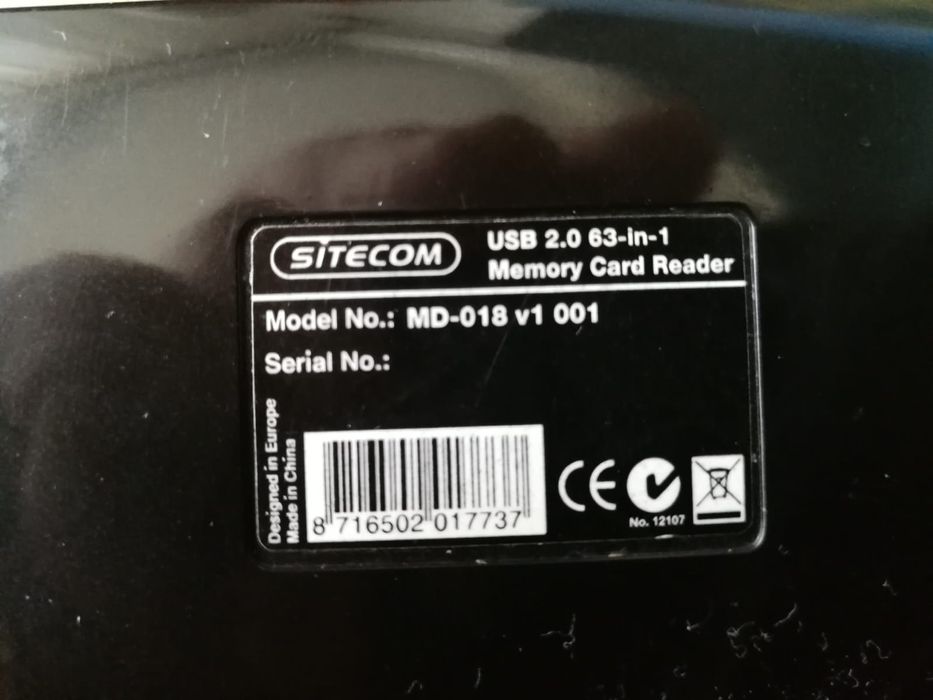 SITECOM
USB 2.0 63-in-1
Memory Card Reader
Model No.: MD-018 v1 001
Serial No.:
Designed in Europe
Made in China
8 716502 017737
CE
No. 12107